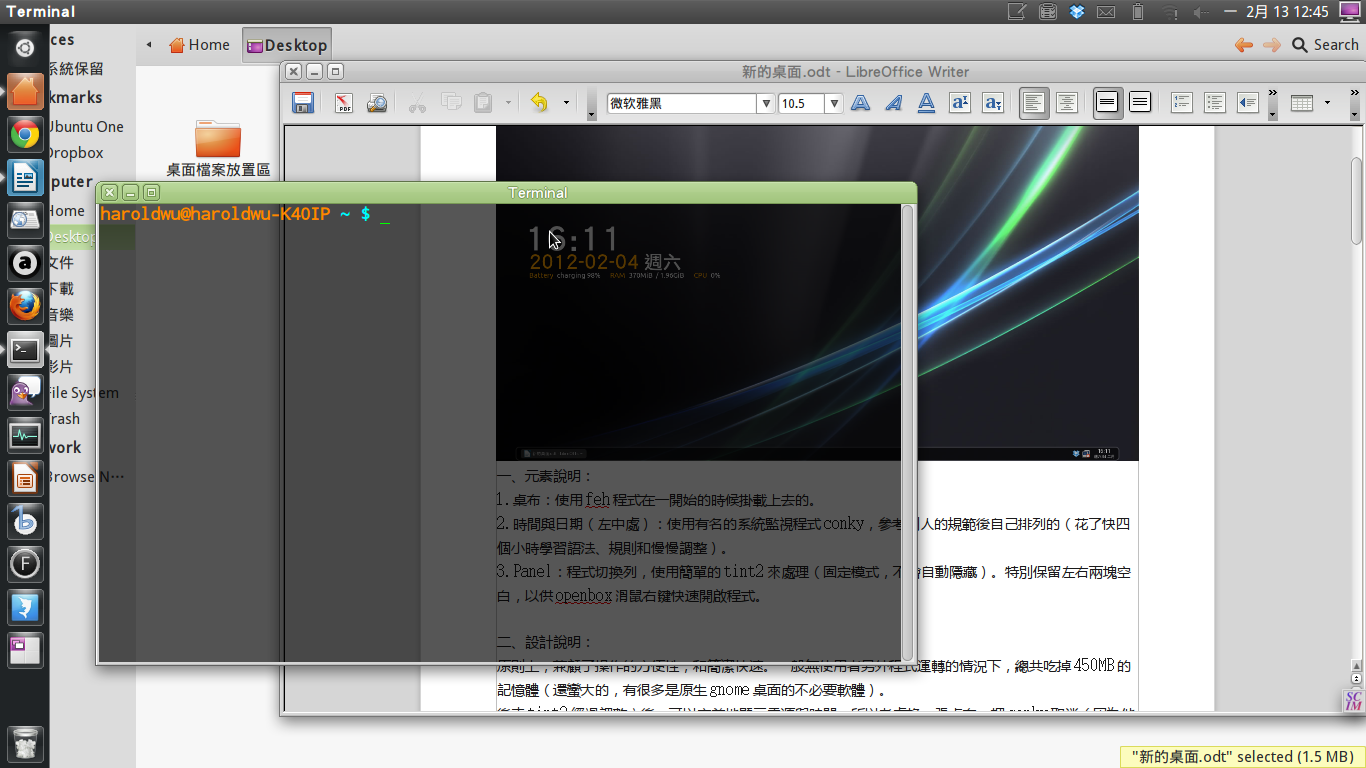 Terminal
2月 13 12:45
ces
系統保留
kmarks
Ubuntu One
Dropbox
puter
Home
Desktop
文件
下載
音樂
圖片
影片
File System
Trash
work
Browse N…
Home
Desktop
Search
桌面檔案放置區
新的桌面.odt - LibreOffice Writer
PDF
微软雅黑
10.5
Terminal
haroldwu@haroldwu-K40IP ~ $ _
16:11
2012-02-04 週六
Battery charging 98% RAM 370MiB / 1.96GiB CPU 0%
16:11
一、元素說明：
1.桌布：使用feh程式在一開始的時候掛載上去的。
2.時間與日期（左中處）：使用有名的系統監視程式conky，參考別人的規範後自己排列的（花了快四
個小時學習語法、規則和慢慢調整）。
3.Panel：程式切換列，使用簡單的tint2來處理（固定模式，不會自動隱藏）。特別保留左右兩塊空
白，以供openbox滑鼠右鍵快速開啟程式。
二、設計說明：
原則上，兼顧了操作的方便性，和簡潔快速。一般無使用者另外程式運轉的情況下，總共吃掉450MB的
記憶體（還蠻大的，有很多是原生gnome桌面的不必要軟體）。
SC
IM
"新的桌面.odt" selected (1.5 MB)